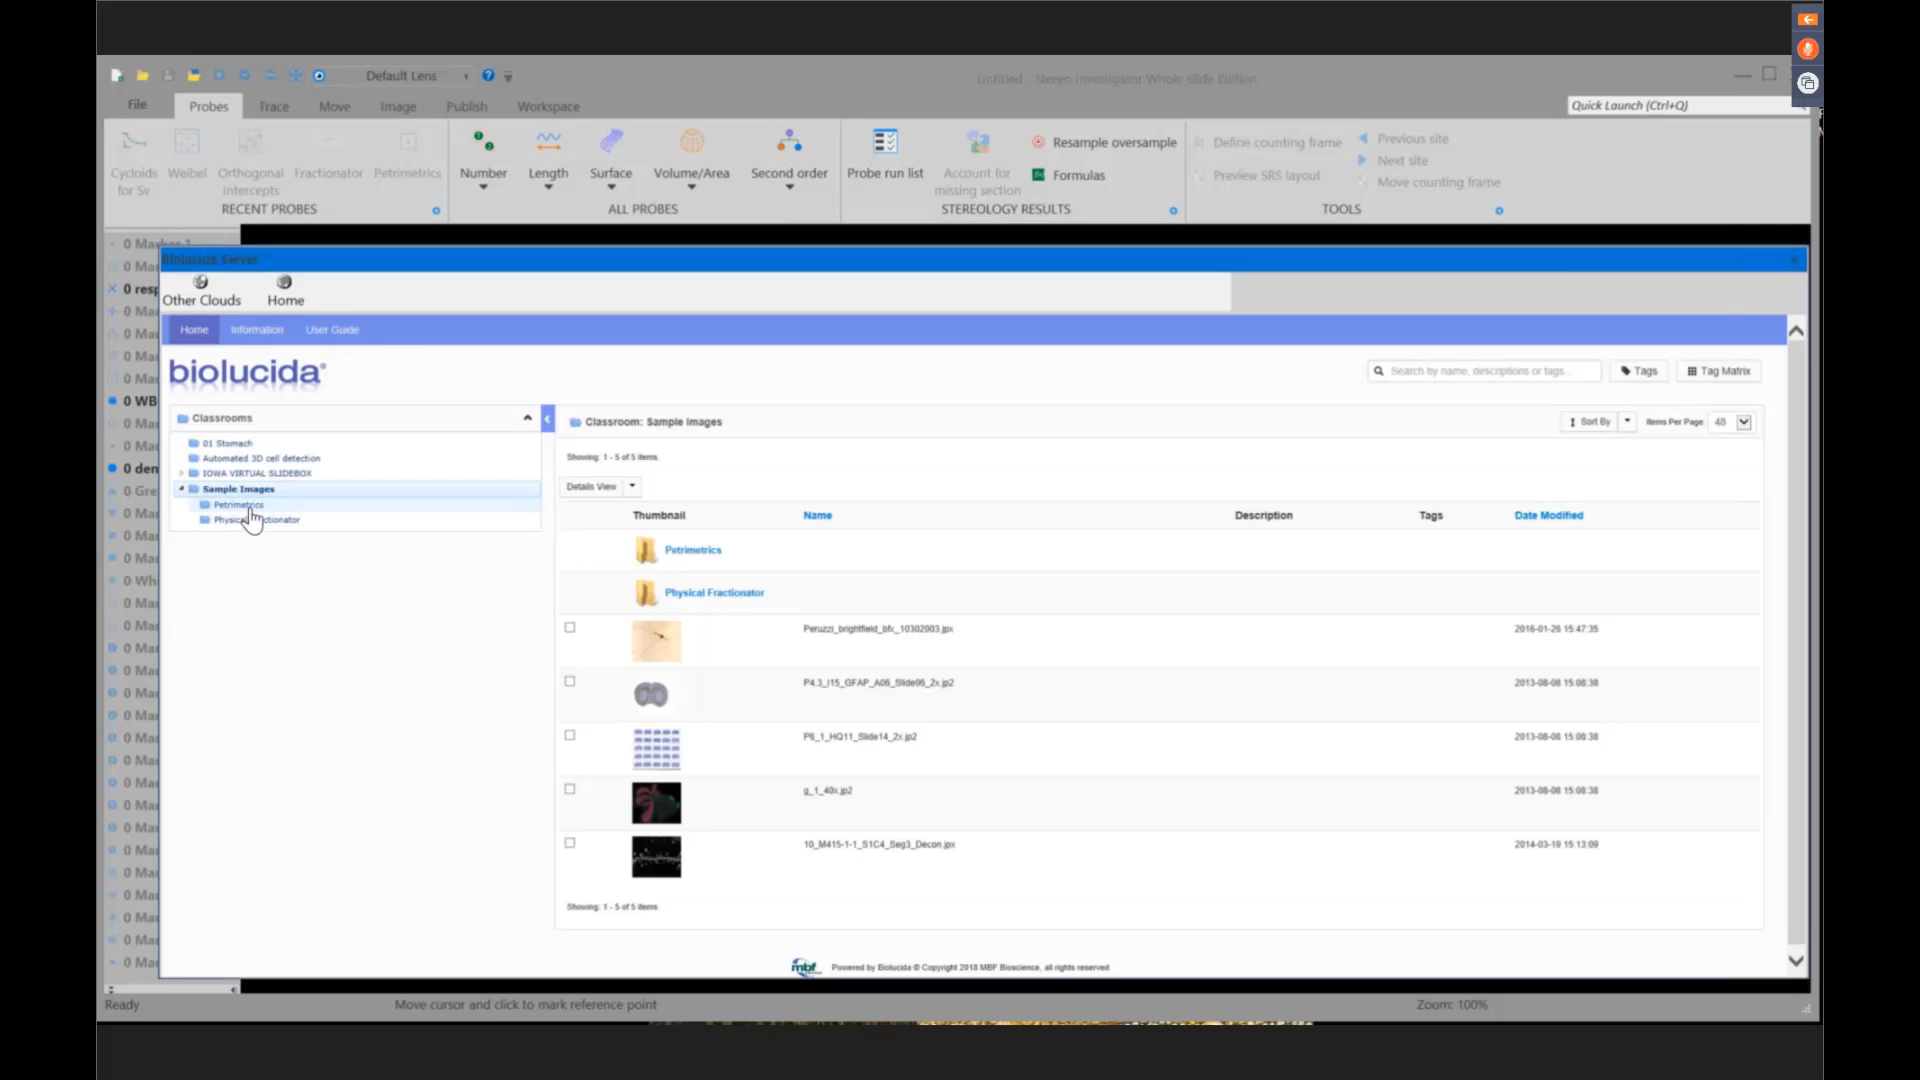 Default Lens
Untitled - Stereo Investigator Whole Slide Edition
File Probes Trace Move Image Publish Workspace
Quick Launch (Ctrl+Q)
Cycloids for Sv
Weibel
Orthogonal Intercepts
Fractionator
Petrimetrics
RECENT PROBES
Number
Length
Surface
Volume/Area
Second order
ALL PROBES
Probe run list
Account for missing section
Resample oversample
Formulas
STEREOLOGY RESULTS
Define counting frame
Preview SRS layout
Previous site
Next site
Move counting frame
TOOLS
Biolucida Server
Other Clouds
Home
Home Information User Guide
biolucida®
Search by name, descriptions or tags...
Tags
Tag Matrix
Classrooms
01 Stomach
Automated 3D cell detection
IOWA VIRTUAL SLIDEBOX
Sample Images
Petrimetrics
Classroom: Sample Images
Sort By
Items Per Page: 48
Showing: 1 - 5 of 5 items.
Details View
Thumbnail Name Description Tags Date Modified
Petrimetrics
Physical Fractionator
Peruzzi_brightfield_bfx_10302003.jpx 2016-01-26 15:47:35
P4.3_I15_GFAP_A06_Slide06_2x.jp2 2013-08-08 15:08:38
P6_1_HQ11_Slide14_2x.jp2 2013-08-08 15:08:38
g_1_40x.jp2 2013-08-08 15:08:38
10_M415-1-1_S1C4_Seg3_Decon.jpx 2014-03-19 15:13:09
Showing: 1 - 5 of 5 items.
mbf Powered by Biolucida © Copyright 2018 MBF Bioscience, all rights reserved
Ready
Move cursor and click to mark reference point
Zoom: 100%